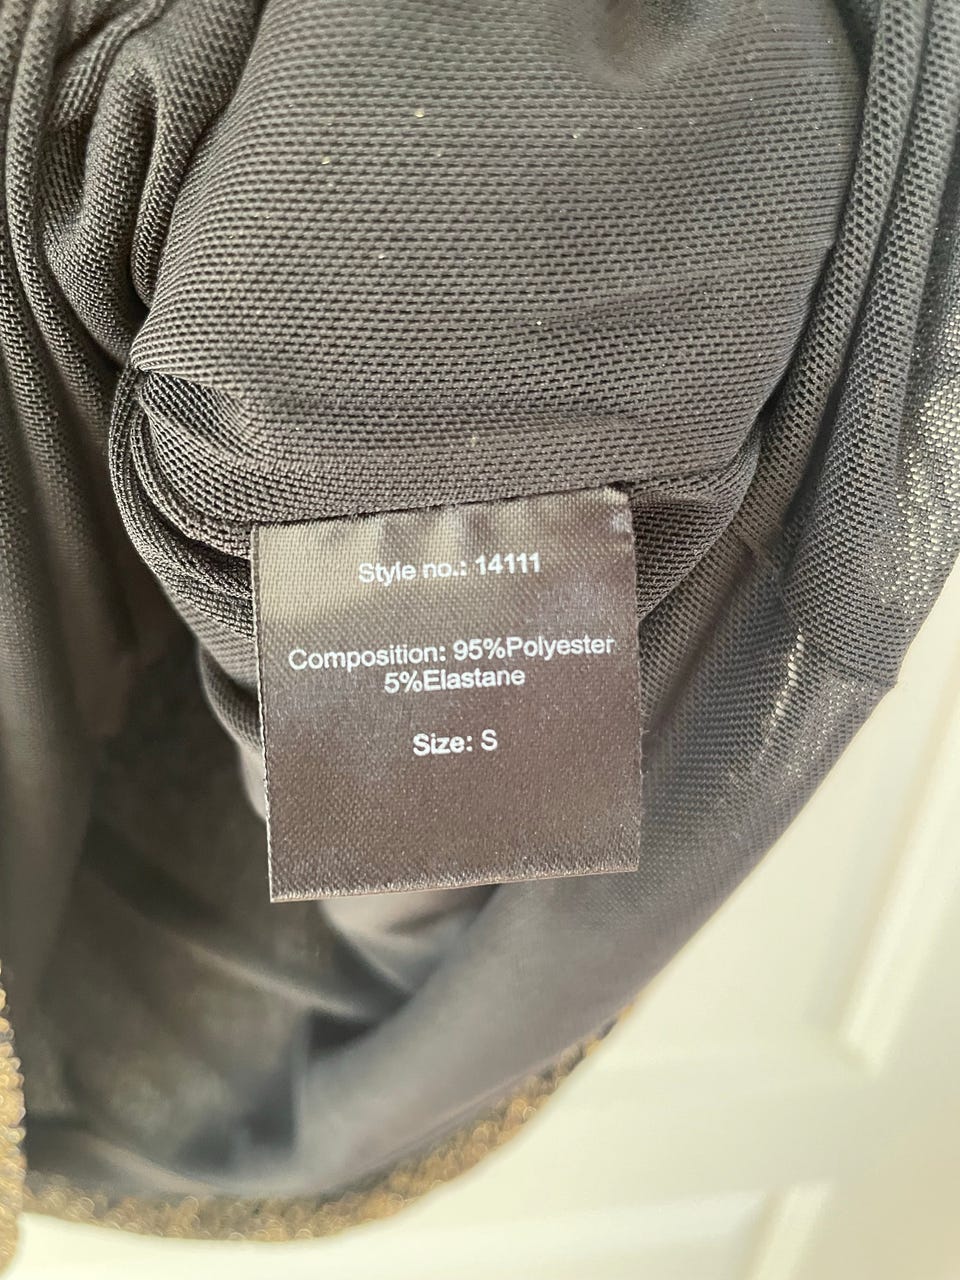 Style no.: 14111
Composition: 95%Polyester
5%Elastane
Size: S